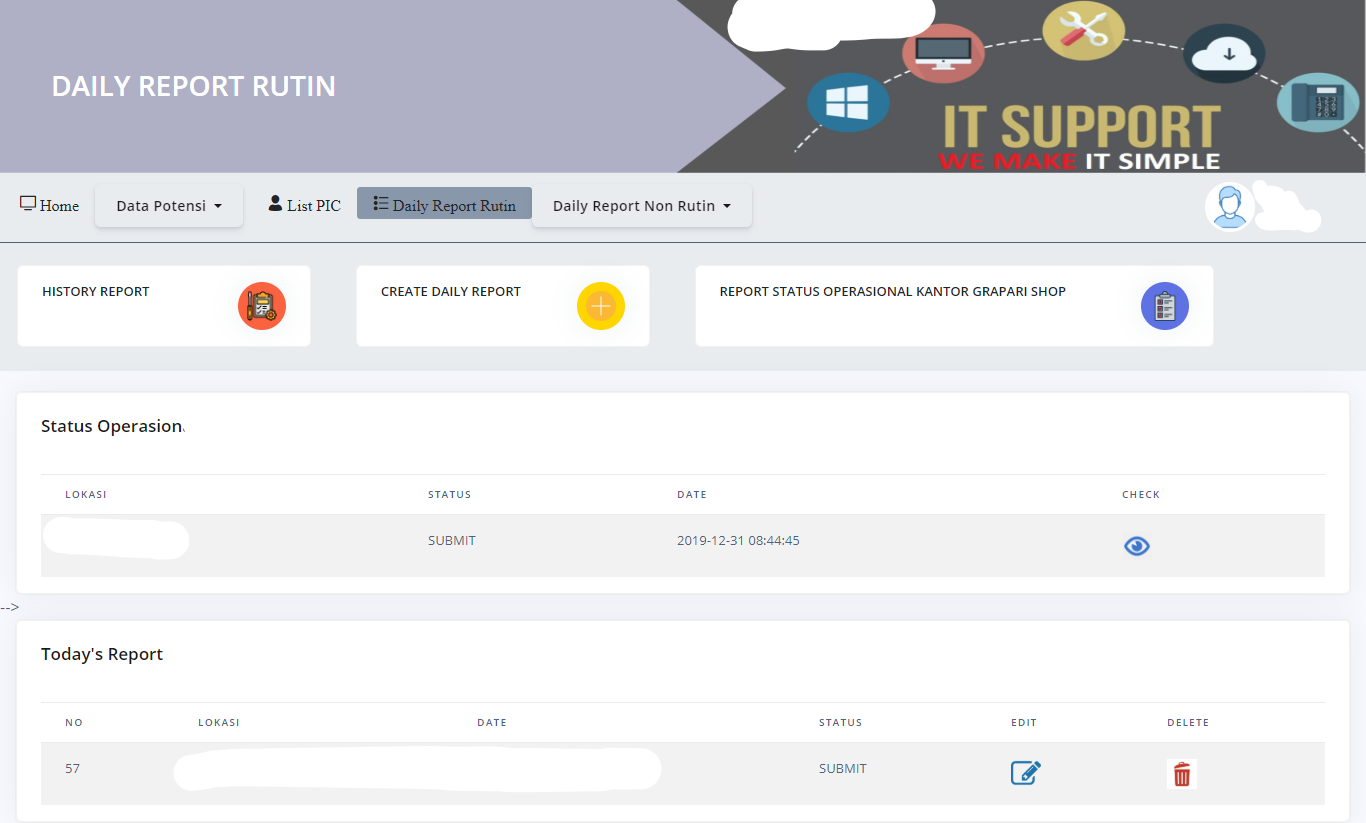 DAILY REPORT RUTIN
IT SUPPORT
WE MAKE IT SIMPLE
Home Data Potensi List PIC Daily Report Rutin Daily Report Non Rutin
HISTORY REPORT CREATE DAILY REPORT REPORT STATUS OPERASIONAL KANTOR GRAPARI SHOP
Status Operasion
LOKASI STATUS DATE CHECK
SUBMIT 2019-12-31 08:44:45
-->
Today's Report
NO LOKASI DATE STATUS EDIT DELETE
57 SUBMIT